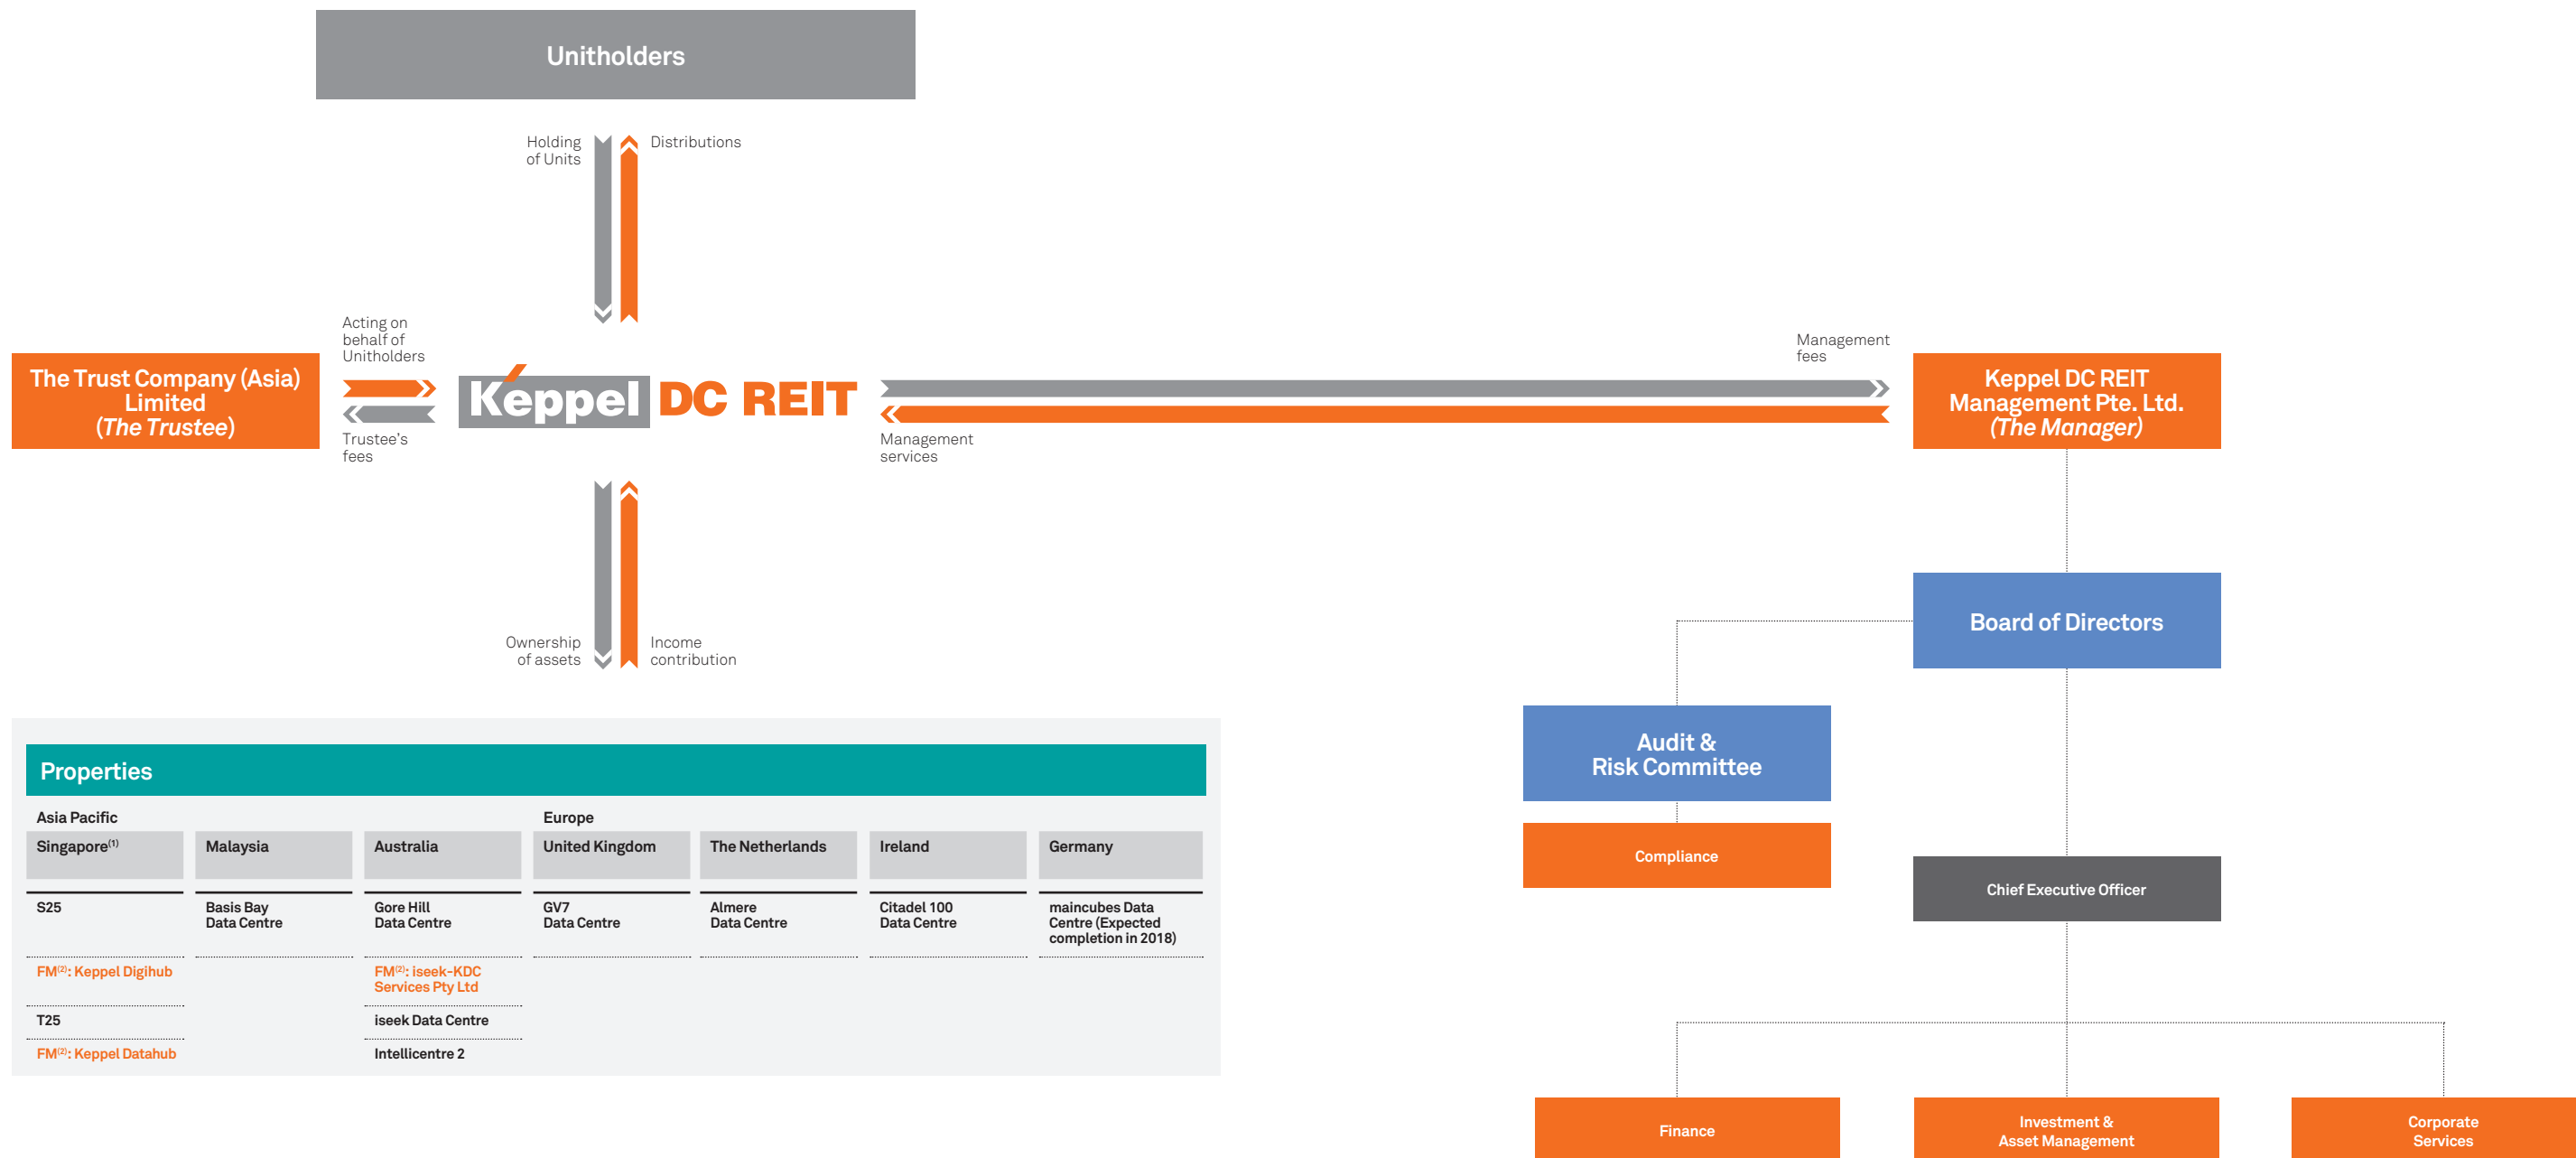 Unitholders
Holding
of Units
Distributions
Acting on
behalf of
Unitholders
Management
fees
The Trust Company (Asia)
Limited
(The Trustee)
Keppel DC REIT
Keppel DC REIT
Management Pte. Ltd.
(The Manager)
Trustee's
fees
Management
services
Ownership
of assets
Income
contribution
Board of Directors
Audit &
Risk Committee
Compliance
Chief Executive Officer
Finance
Investment &
Asset Management
Corporate
Services
Properties
Asia Pacific
Europe
Singapore(1)
Malaysia
Australia
United Kingdom
The Netherlands
Ireland
Germany
S25
Basis Bay
Data Centre
Gore Hill
Data Centre
GV7
Data Centre
Almere
Data Centre
Citadel 100
Data Centre
maincubes Data
Centre (Expected
completion in 2018)
FM(2): Keppel Digihub
FM(2): iseek-KDC
Services Pty Ltd
T25
iseek Data Centre
FM(2): Keppel Datahub
Intellicentre 2